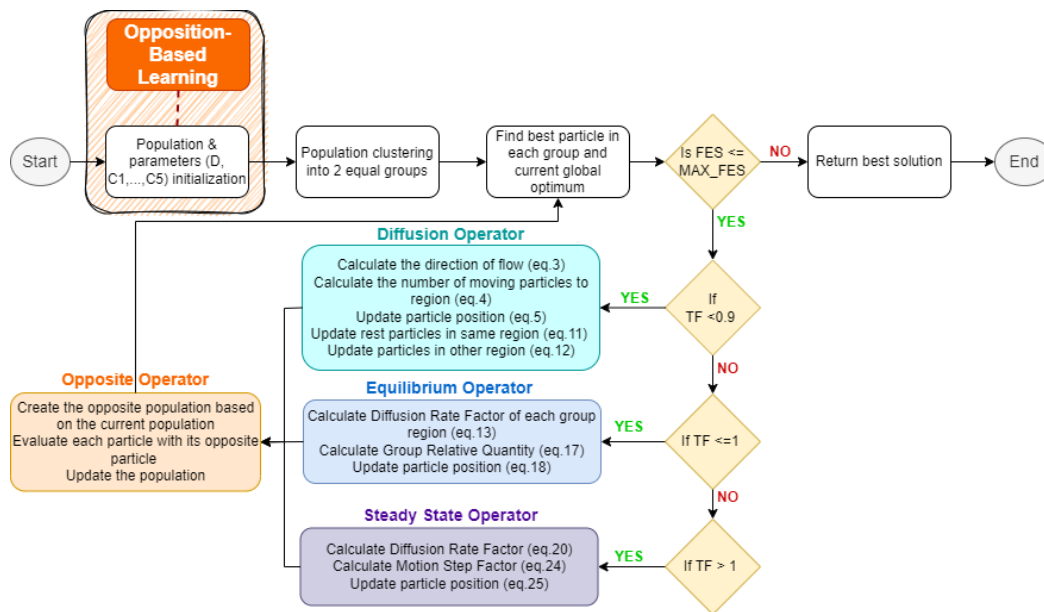 Opposition-
Based
Learning
Start
Population &
parameters (D,
C1,...,C5) initialization
Population clustering
into 2 equal groups
Find best particle in
each group and
current global
optimum
Is FES <=
MAX_FES
NO
Return best solution
End
YES
Diffusion Operator
Calculate the direction of flow (eq.3)
Calculate the number of moving particles to
region (eq.4)
Update particle position (eq.5)
Update rest particles in same region (eq.11)
Update particles in other region (eq.12)
YES
If
TF <0.9
NO
Opposite Operator
Create the opposite population based
on the current population
Evaluate each particle with its opposite
particle
Update the population
Equilibrium Operator
Calculate Diffusion Rate Factor of each group
region (eq.13)
Calculate Group Relative Quantity (eq.17)
Update particle position (eq.18)
YES
If TF <=1
NO
Steady State Operator
Calculate Diffusion Rate Factor (eq.20)
Calculate Motion Step Factor (eq.24)
Update particle position (eq.25)
YES
If TF > 1